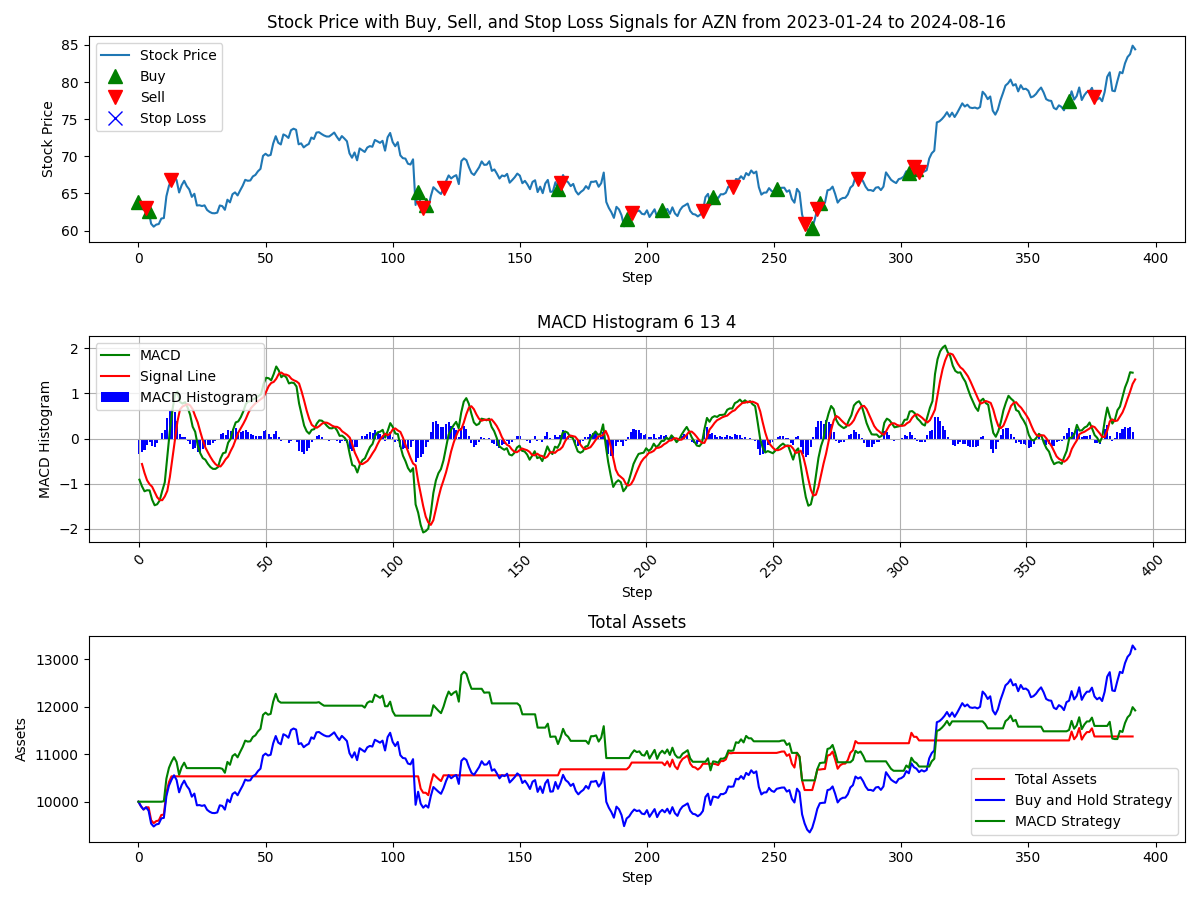 Stock Price with Buy, Sell, and Stop Loss Signals for AZN from 2023-01-24 to 2024-08-16
Stock Price
85
80
75
70
65
60
Stock Price
Buy
Sell
Stop Loss
0 50 100 150 200 250 300 350 400
Step
MACD Histogram 6 13 4
MACD Histogram
2
1
0
−1
−2
MACD
Signal Line
MACD Histogram
0 50 100 150 200 250 300 350 400
Step
Total Assets
Assets
13000
12000
11000
10000
Total Assets
Buy and Hold Strategy
MACD Strategy
0 50 100 150 200 250 300 350 400
Step